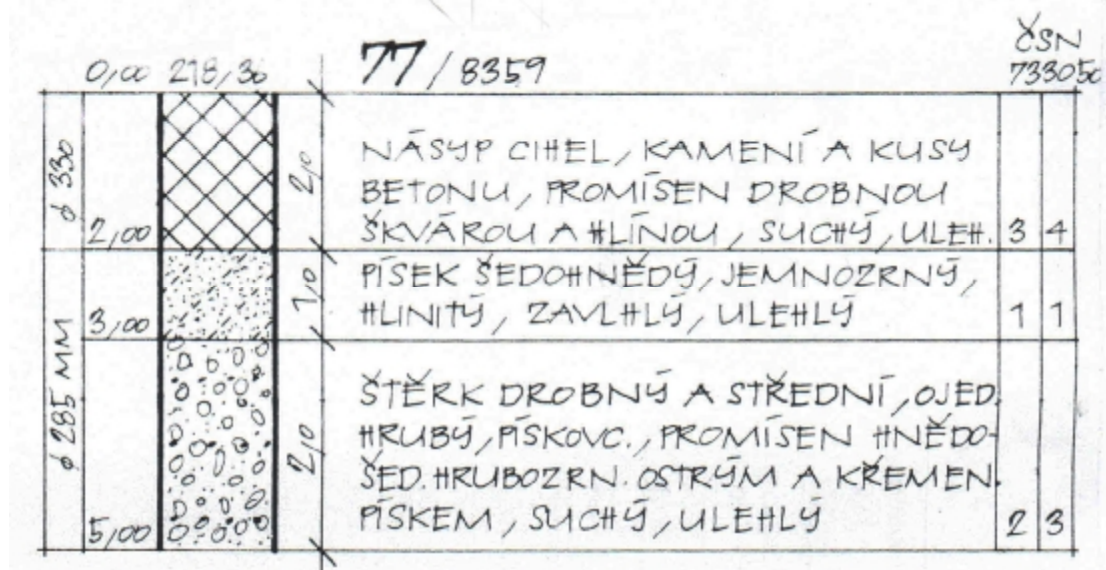 ČSN
0,00 218,30 77/8359 733050
φ 330
2,00
2,0
NÁSYP CIHEL, KAMENÍ A KUSY
BETONU, PROMÍSEN DROBNOU
ŠKVÁROU A HLÍNOU, SUCHÝ, ULEH. 3 4
3,00
1,0
PÍSEK ŠEDOHNĚDÝ, JEMNOZRNÝ,
HLINITÝ, ZAVLHLÝ, ULEHLÝ 1 1
φ 285 MM
5,00
2,0
ŠTĚRK DROBNÝ A STŘEDNÍ, OJED.
HRUBÝ, PÍSKOVC., PROMÍSEN HNĚDO-
ŠED. HRUBOZRN. OSTRÝM A KŘEMEN.
PÍSKEM, SUCHÝ, ULEHLÝ 2 3